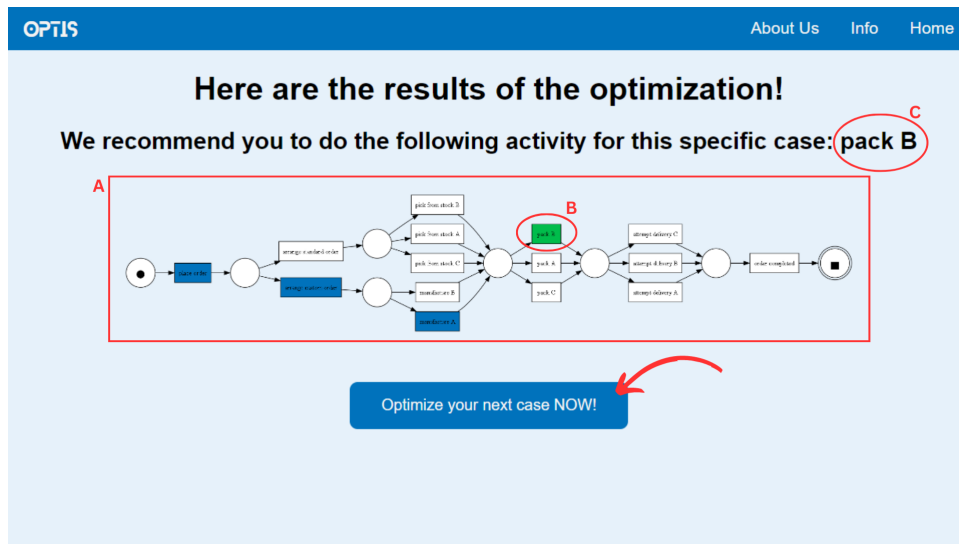 OPTIS
About Us Info Home
Here are the results of the optimization!
We recommend you to do the following activity for this specific case: pack B
C
A
B
pick from stock B
pick from stock A
pick from stock C
manufacture B
manufacture A
arrange standard order
arrange custom order
place order
pack B
pack A
pack C
attempt delivery C
attempt delivery B
attempt delivery A
order completed
Optimize your next case NOW!